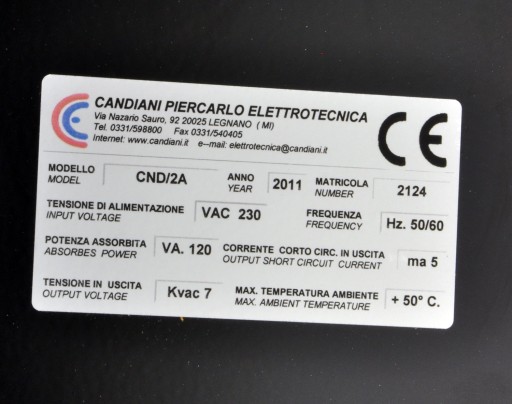 CANDIANI PIERCARLO ELETTROTECNICA
Via Nazario Sauro, 92 20025 LEGNANO ( MI)
Tel. 0331/598800 Fax 0331/540405
Internet: www.candiani.it e--mail: elettrotecnica@candiani.it
CE
MODELLO CND/2A ANNO 2011 MATRICOLA 2124
MODEL YEAR NUMBER
TENSIONE DI ALIMENTAZIONE VAC 230 FREQUENZA Hz. 50/60
INPUT VOLTAGE FREQUENCY
POTENZA ASSORBITA VA. 120 CORRENTE CORTO CIRC. IN USCITA ma 5
ABSORBES POWER OUTPUT SHORT CIRCUIT CURRENT
TENSIONE IN USCITA Kvac 7 MAX. TEMPERATURA AMBIENTE + 50° C.
OUTPUT VOLTAGE MAX. AMBIENT TEMPERATURE